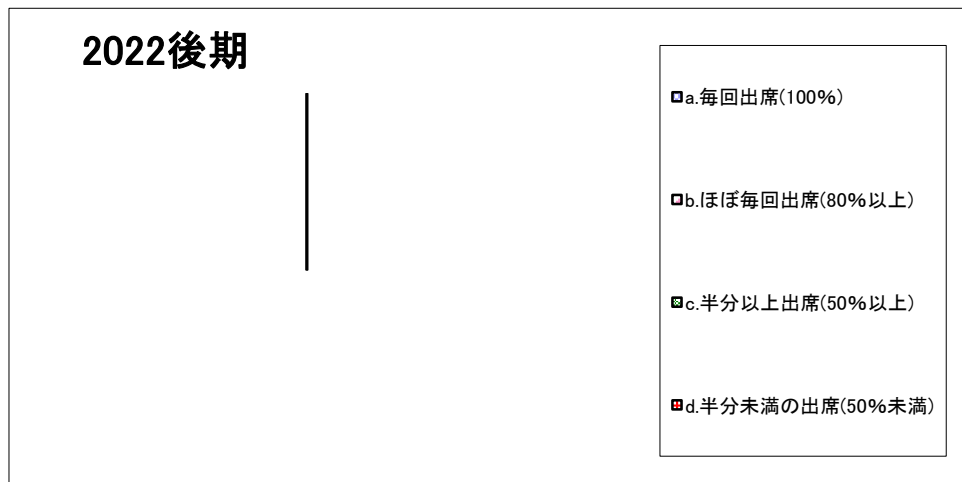 2022後期
a.毎回出席(100%)
b.ほぼ毎回出席(80%以上)
c.半分以上出席(50%以上)
d.半分未満の出席(50%未満)